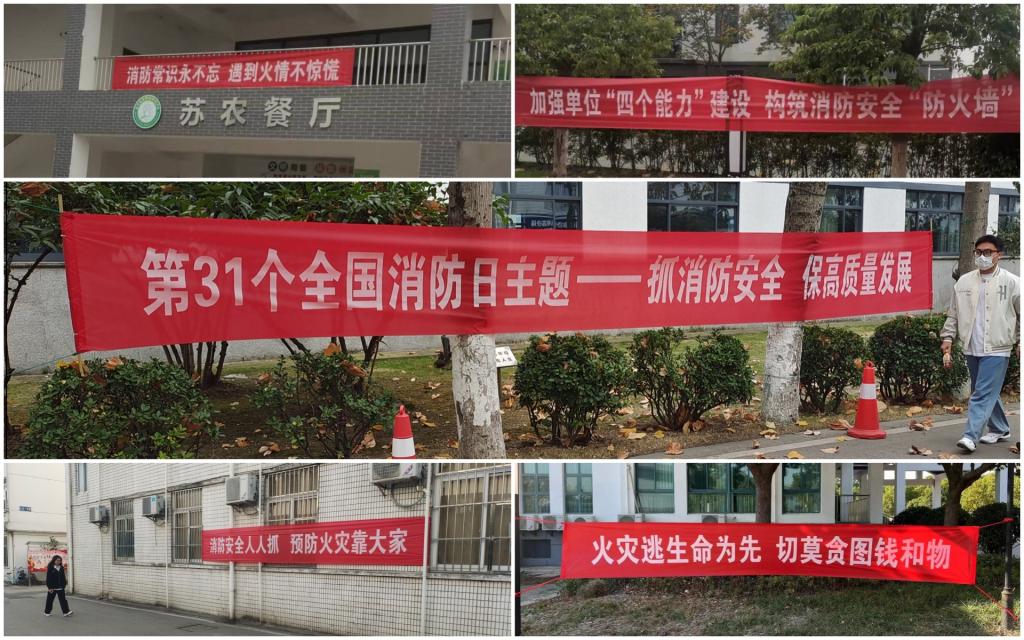 消防常识永不忘 遇到火情不惊慌
苏农餐厅
加强单位“四个能力”建设 构筑消防安全“防火墙”
第31个全国消防日主题——抓消防安全 保高质量发展
消防安全人人抓 预防火灾靠大家
火灾逃生命为先 切莫贪图钱和物